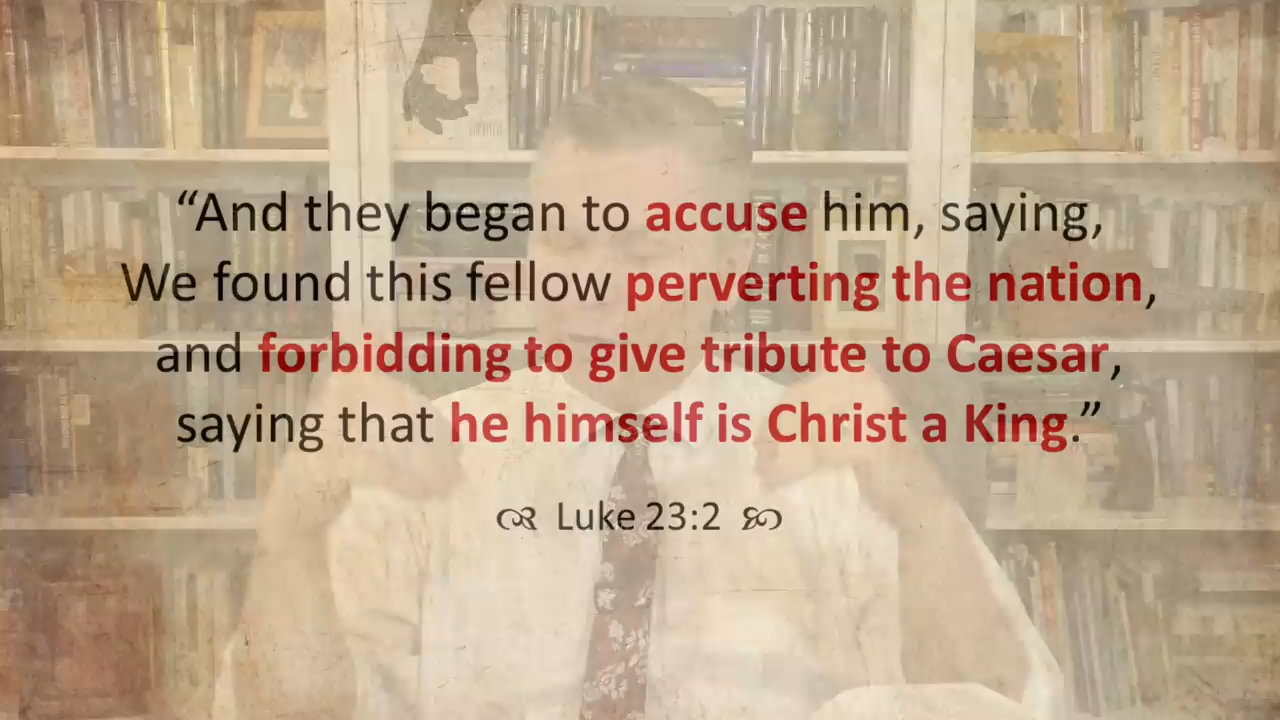 “And they began to accuse him, saying,
We found this fellow perverting the nation,
and forbidding to give tribute to Caesar,
saying that he himself is Christ a King.”
Luke 23:2